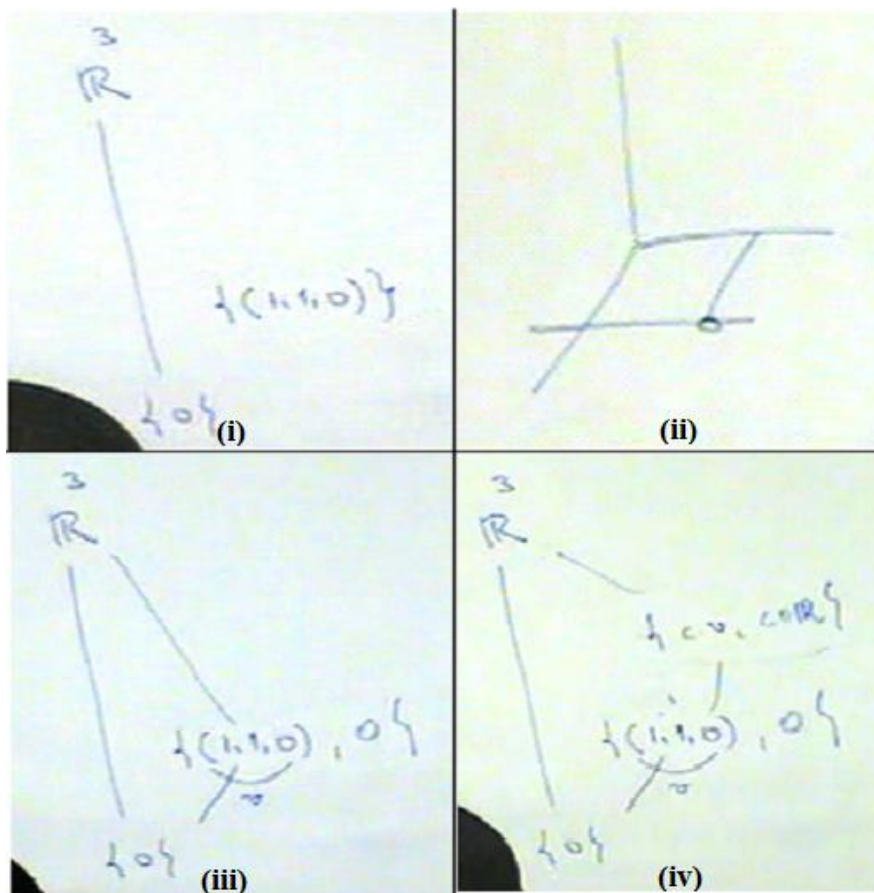 3
ℝ
{(1,1,0)}
{0}
(i)
(ii)
3
ℝ
{(1,1,0), 0}
v
{0}
(iii)
3
ℝ
{c·v, c∈ℝ}
{(1,1,0), 0}
v
{0}
(iv)